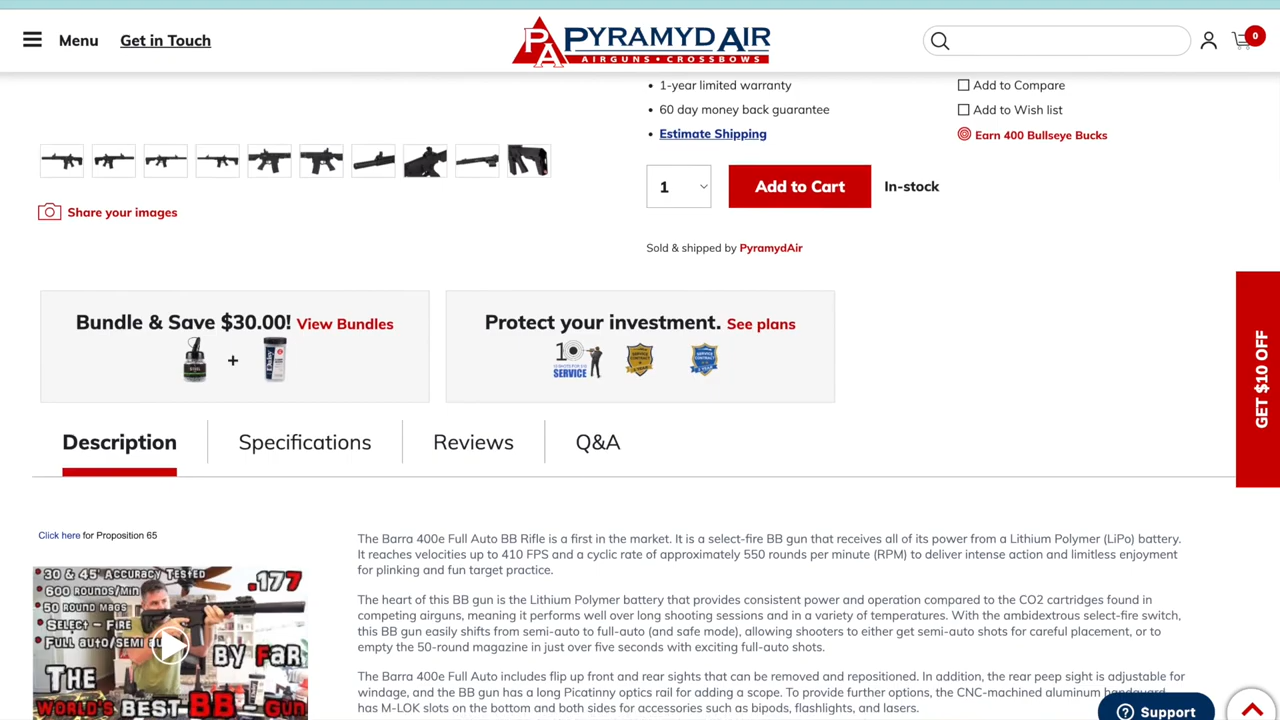 Menu
Get in Touch
PA PYRAMYD AIR
AIRGUNS • CROSSBOWS
0
• 1-year limited warranty
• 60 day money back guarantee
• Estimate Shipping
Add to Compare
Add to Wish list
Earn 400 Bullseye Bucks
Share your images
1
Add to Cart
In-stock
Sold & shipped by PyramydAir
Bundle & Save $30.00! View Bundles
+
Protect your investment. See plans
SERVICE
GET $10 OFF
Description
Specifications
Reviews
Q&A
Click here for Proposition 65
• 30 & 45' Accuracy Tested
• 600 Rounds/Min
• 50 Round Mags
• Select - Fire
Full Auto/Semi
.177
By Far
The
World's Best BB Gun
The Barra 400e Full Auto BB Rifle is a first in the market. It is a select-fire BB gun that receives all of its power from a Lithium Polymer (LiPo) battery.
It reaches velocities up to 410 FPS and a cyclic rate of approximately 550 rounds per minute (RPM) to deliver intense action and limitless enjoyment
for plinking and fun target practice.
The heart of this BB gun is the Lithium Polymer battery that provides consistent power and operation compared to the CO2 cartridges found in
competing airguns, meaning it performs well over long shooting sessions and in a variety of temperatures. With the ambidextrous select-fire switch,
this BB gun easily shifts from semi-auto to full-auto (and safe mode), allowing shooters to either get semi-auto shots for careful placement, or to
empty the 50-round magazine in just over five seconds with exciting full-auto shots.
The Barra 400e Full Auto includes flip up front and rear sights that can be removed and repositioned. In addition, the rear peep sight is adjustable for
windage, and the BB gun has a long Picatinny optics rail for adding a scope. To provide further options, the CNC-machined aluminum handguard
has M-LOK slots on the bottom and both sides for accessories such as bipods, flashlights, and lasers.
Support